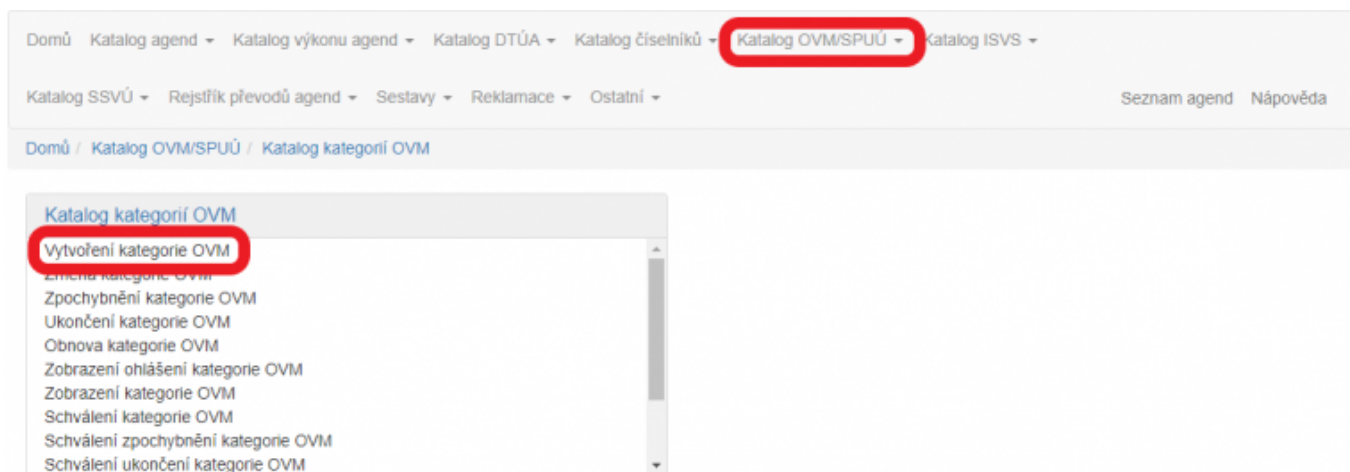 Domů Katalog agend Katalog výkonu agend Katalog DTÚA Katalog číselníků Katalog OVM/SPUÚ Katalog ISVS
Katalog SSVÚ Rejstřík převodů agend Sestavy Reklamace Ostatní Seznam agend Nápověda
Domů / Katalog OVM/SPUÚ / Katalog kategorií OVM
Katalog kategorií OVM
Vytvoření kategorie OVM
Změna kategorie OVM
Zpochybnění kategorie OVM
Ukončení kategorie OVM
Obnova kategorie OVM
Zobrazení ohlášení kategorie OVM
Zobrazení kategorie OVM
Schválení kategorie OVM
Schválení zpochybnění kategorie OVM
Schválení ukončení kategorie OVM